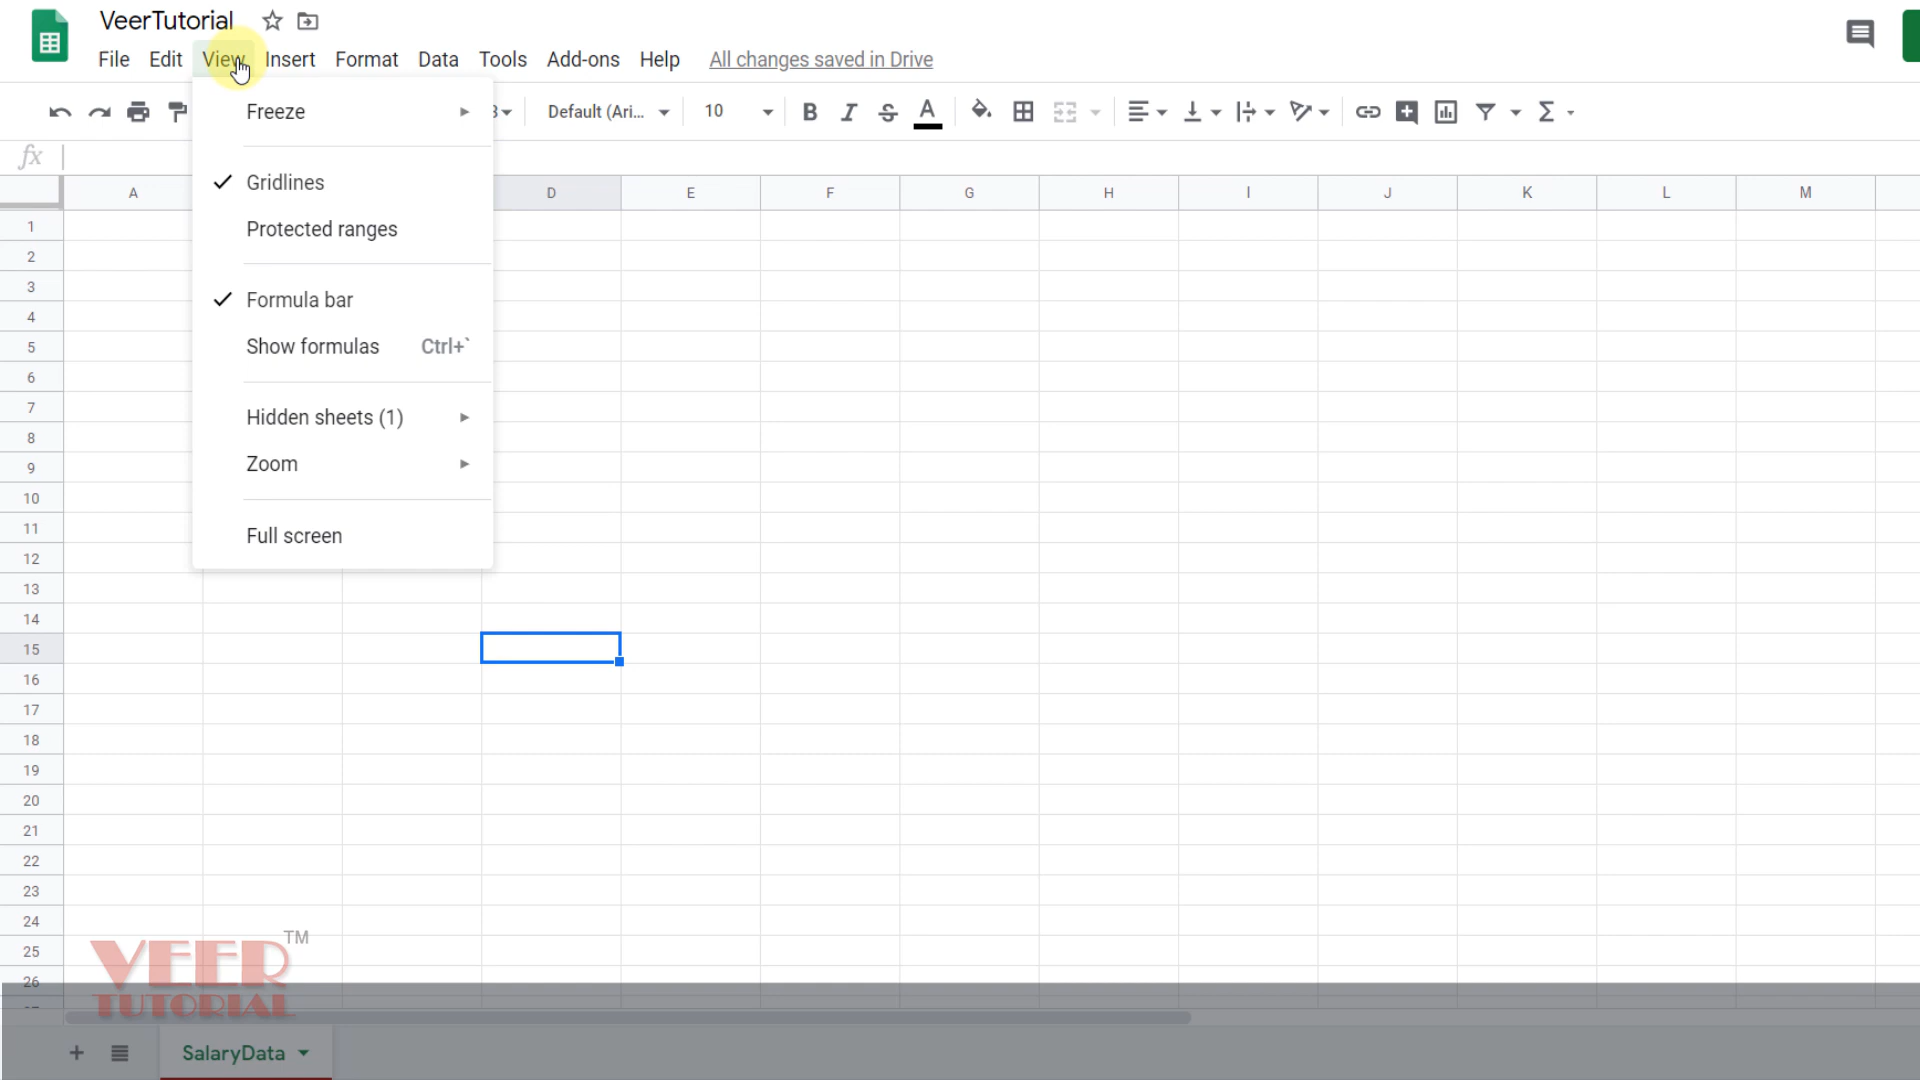 VeerTutorial
File Edit View Insert Format Data Tools Add-ons Help All changes saved in Drive
Default (Ari... 10 B I S A Σ
fx
Freeze
Gridlines
Protected ranges
Formula bar
Show formulas Ctrl+`
Hidden sheets (1)
Zoom
Full screen
A D E F G H I J K L M
1
2
3
4
5
6
7
8
9
10
11
12
13
14
15
16
17
18
19
20
21
22
23
24
25
26
VEER TM
TUTORIAL
+ SalaryData